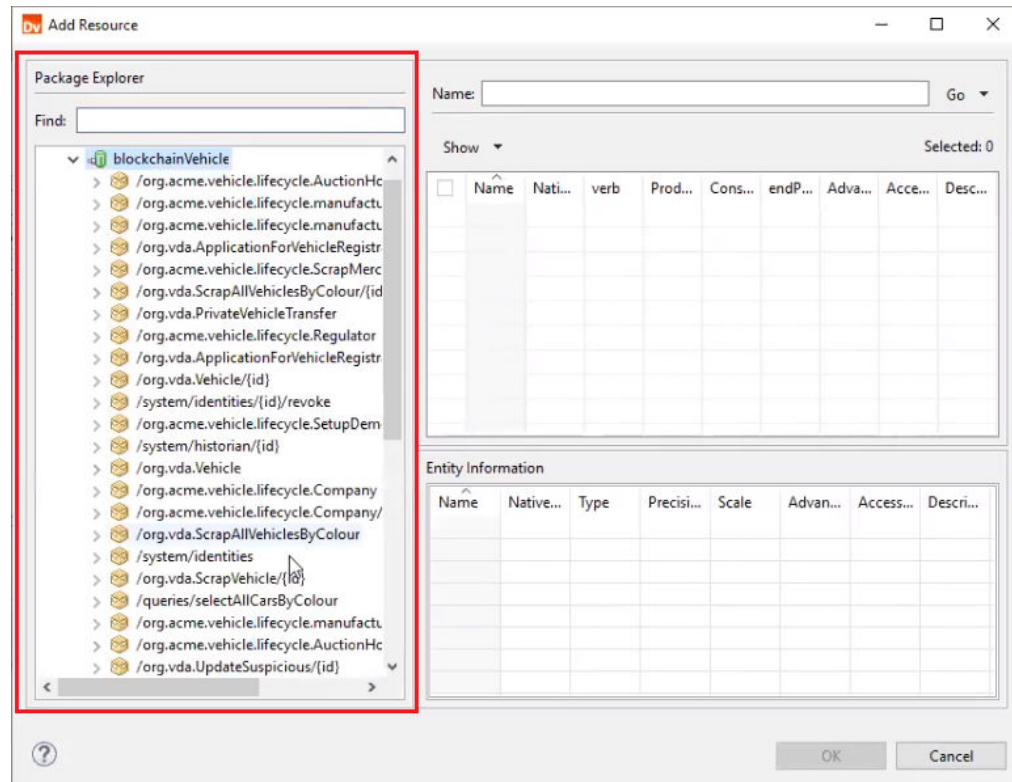 Dv Add Resource
Package Explorer
Find:
blockchainVehicle
/org.acme.vehicle.lifecycle.AuctionHc
/org.acme.vehicle.lifecycle.manufactu
/org.acme.vehicle.lifecycle.manufactu
/org.vda.ApplicationForVehicleRegistr
/org.acme.vehicle.lifecycle.ScrapMerc
/org.vda.ScrapAllVehiclesByColour/{id
/org.vda.PrivateVehicleTransfer
/org.acme.vehicle.lifecycle.Regulator
/org.vda.ApplicationForVehicleRegistr
/org.vda.Vehicle/{id}
/system/identities/{id}/revoke
/org.acme.vehicle.lifecycle.SetupDem
/system/historian/{id}
/org.vda.Vehicle
/org.acme.vehicle.lifecycle.Company
/org.acme.vehicle.lifecycle.Company/
/org.vda.ScrapAllVehiclesByColour
/system/identities
/org.vda.ScrapVehicle/{id}
/queries/selectAllCarsByColour
/org.acme.vehicle.lifecycle.manufactu
/org.acme.vehicle.lifecycle.AuctionHc
/org.vda.UpdateSuspicious/{id}
Name: Go
Show Selected: 0
Name Nati... verb Prod... Cons... endP... Adva... Acce... Desc...
Entity Information
Name Native... Type Precisi... Scale Advan... Access... Descri...
?
OK Cancel